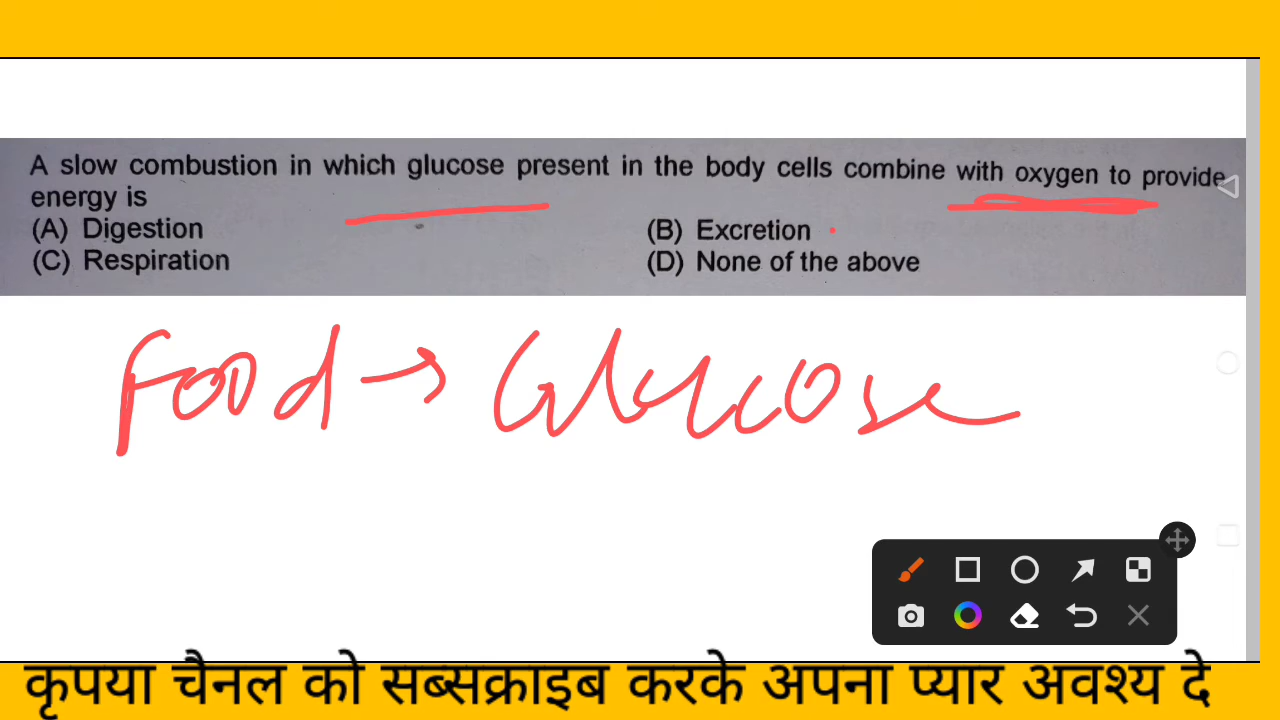 A slow combustion in which glucose present in the body cells combine with oxygen to provide
energy is
(A) Digestion (B) Excretion
(C) Respiration (D) None of the above
Food → Glucose
कृपया चैनल को सब्सक्राइब करके अपना प्यार अवश्य दे